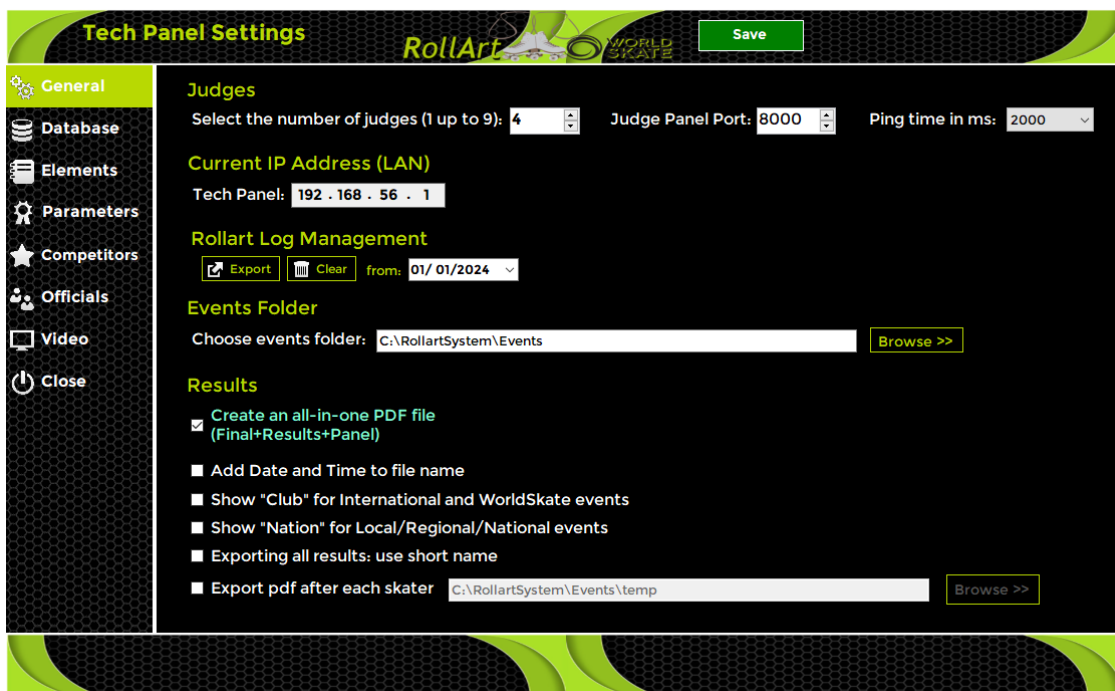 Tech Panel Settings
RollArt WORLD SKATE
Save
General
Database
Elements
Parameters
Competitors
Officials
Video
Close
Judges
Select the number of judges (1 up to 9): 4 Judge Panel Port: 8000 Ping time in ms: 2000
Current IP Address (LAN)
Tech Panel: 192 . 168 . 56 . 1
Rollart Log Management
Export Clear from: 01/ 01/2024
Events Folder
Choose events folder: C:\RollartSystem\Events Browse >>
Results
Create an all-in-one PDF file
(Final+Results+Panel)
Add Date and Time to file name
Show "Club" for International and WorldSkate events
Show "Nation" for Local/Regional/National events
Exporting all results: use short name
Export pdf after each skater C:\RollartSystem\Events\temp Browse >>